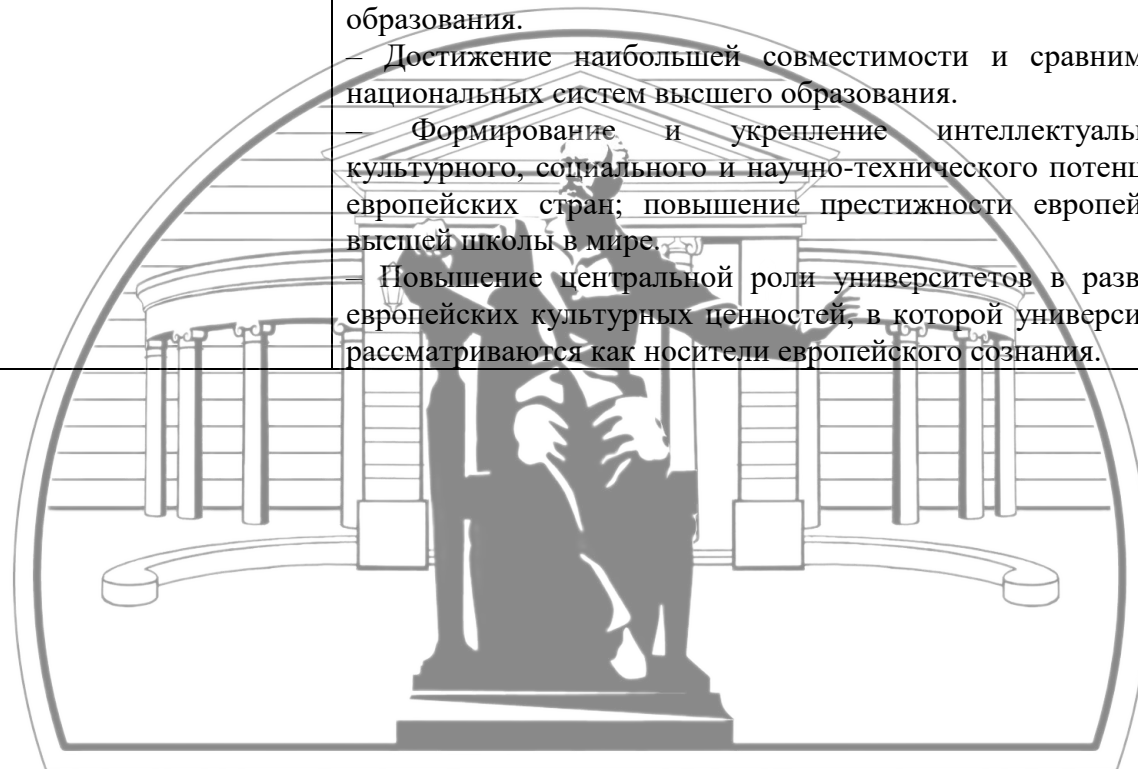 образования.
– Достижение наибольшей совместимости и сравним
национальных систем высшего образования.
– Формирование и укрепление интеллектуаль
культурного, социального и научно-технического потенц
европейских стран; повышение престижности европей
высшей школы в мире.
– Повышение центральной роли университетов в разв
европейских культурных ценностей, в которой универси
рассматриваются как носители европейского сознания.